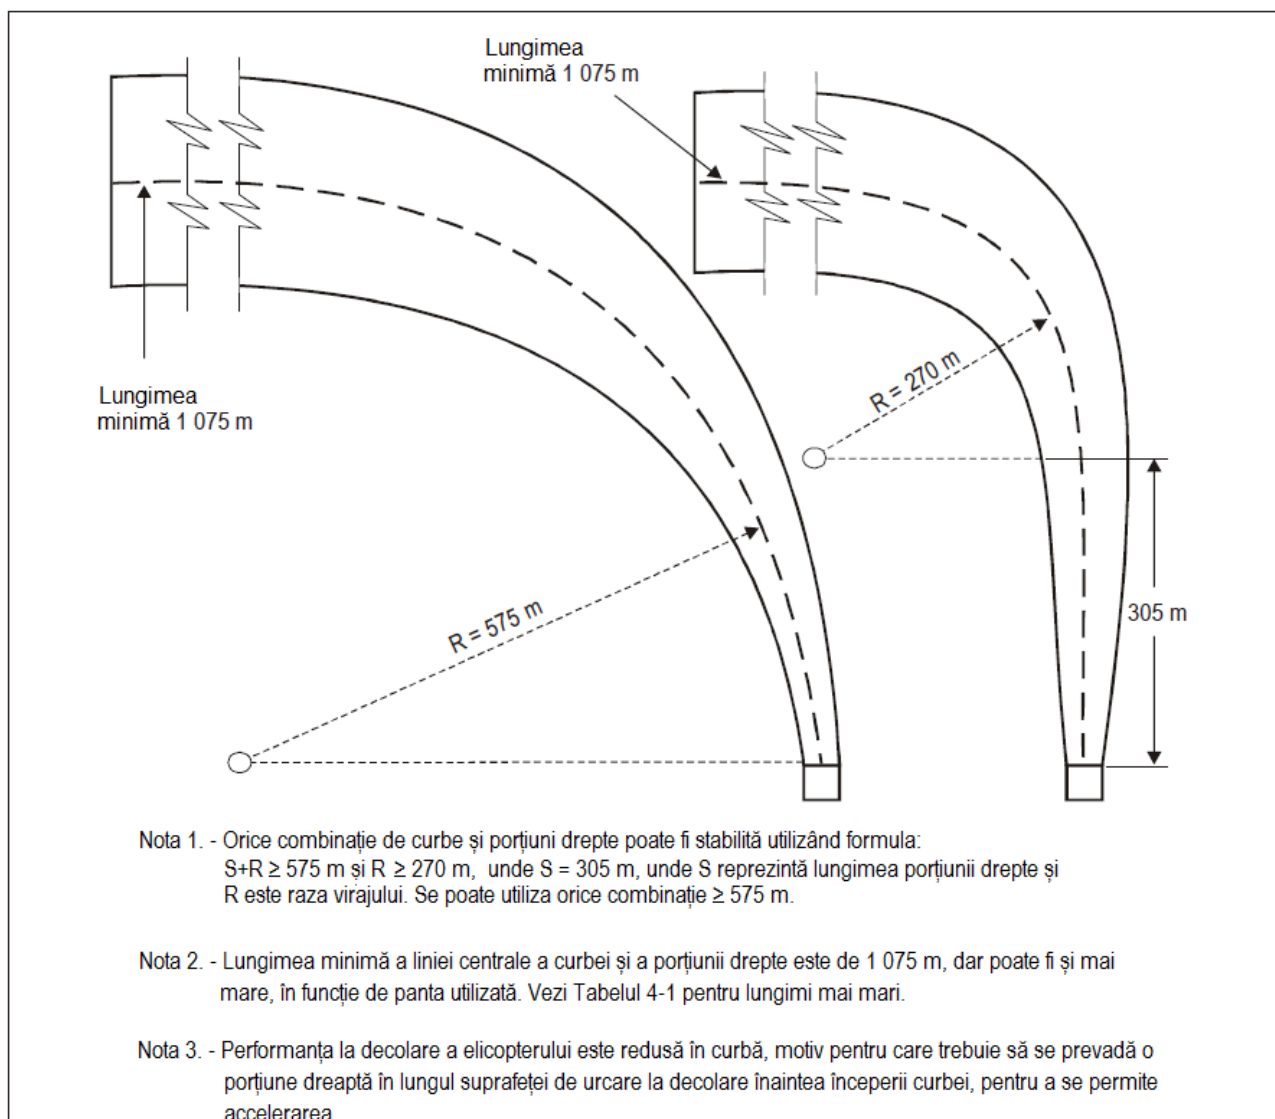 Lungimea
minimă 1 075 m
Lungimea
minimă 1 075 m
R = 270 m
R = 575 m
305 m
Nota 1. - Orice combinație de curbe și porțiuni drepte poate fi stabilită utilizând formula:
S+R ≥ 575 m și R ≥ 270 m, unde S = 305 m, unde S reprezintă lungimea porțiunii drepte și
R este raza virajului. Se poate utiliza orice combinație ≥ 575 m.
Nota 2. - Lungimea minimă a liniei centrale a curbei și a porțiunii drepte este de 1 075 m, dar poate fi și mai
mare, în funcție de panta utilizată. Vezi Tabelul 4-1 pentru lungimi mai mari.
Nota 3. - Performanța la decolare a elicopterului este redusă în curbă, motiv pentru care trebuie să se prevadă o
porțiune dreaptă în lungul suprafeței de urcare la decolare înaintea începerii curbei, pentru a se permite
accelerarea